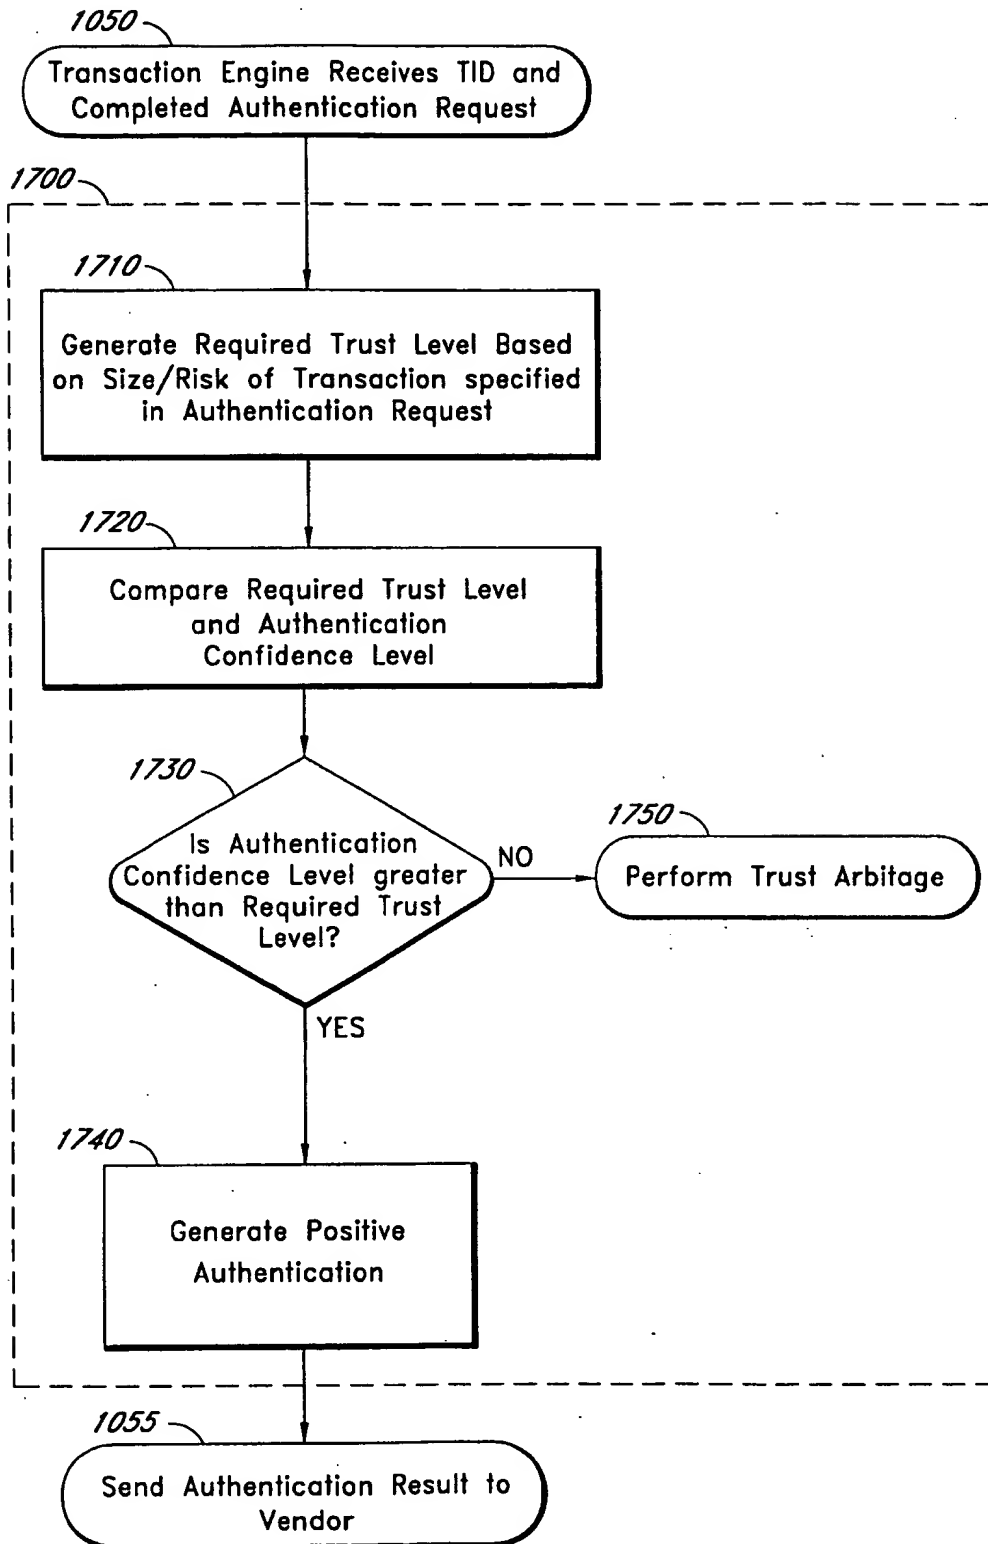 1050
Transaction Engine Receives TID and
Completed Authentication Request
1700
1710
Generate Required Trust Level Based
on Size/Risk of Transaction specified
in Authentication Request
1720
Compare Required Trust Level
and Authentication
Confidence Level
1730
Is Authentication
Confidence Level greater
than Required Trust
Level?
NO
1750
Perform Trust Arbitage
YES
1740
Generate Positive
Authentication
1055
Send Authentication Result to
Vendor